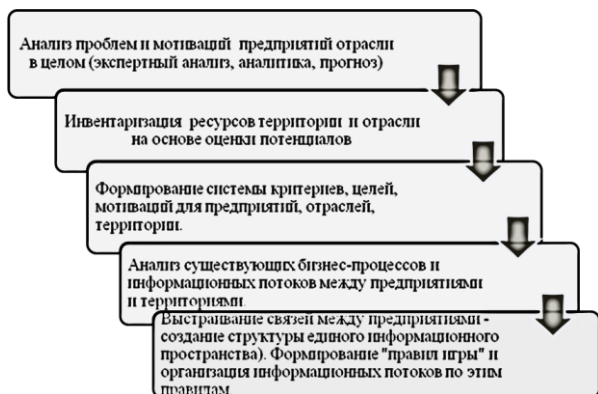 Анализ проблем и мотиваций предприятий отрасли
в целом (экспертный анализ, аналитика, прогноз)
Инвентаризация ресурсов территории и отрасли
на основе оценки потенциалов
Формирование системы критериев, целей,
мотиваций для предприятий, отраслей,
территории.
Анализ существующих бизнес-процессов и
информационных потоков между предприятиями
и территориями.
Выстраивание связей между предприятиями -
создание структуры единого информационного
пространства). Формирование "правил игры" и
организация информационных потоков по этим
правилам